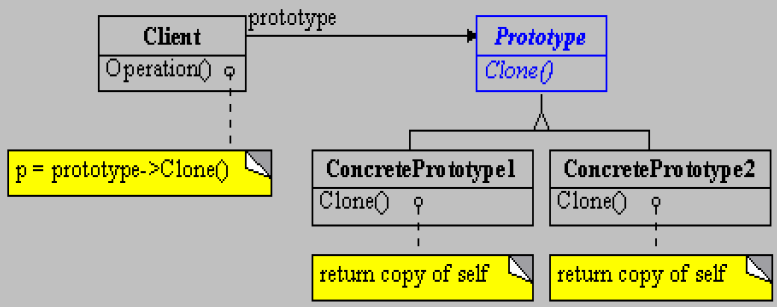 prototype
Client
Prototype
Operation()
Clone()
p = prototype->Clone()
ConcretePrototype1
ConcretePrototype2
Clone()
Clone()
return copy of self
return copy of self